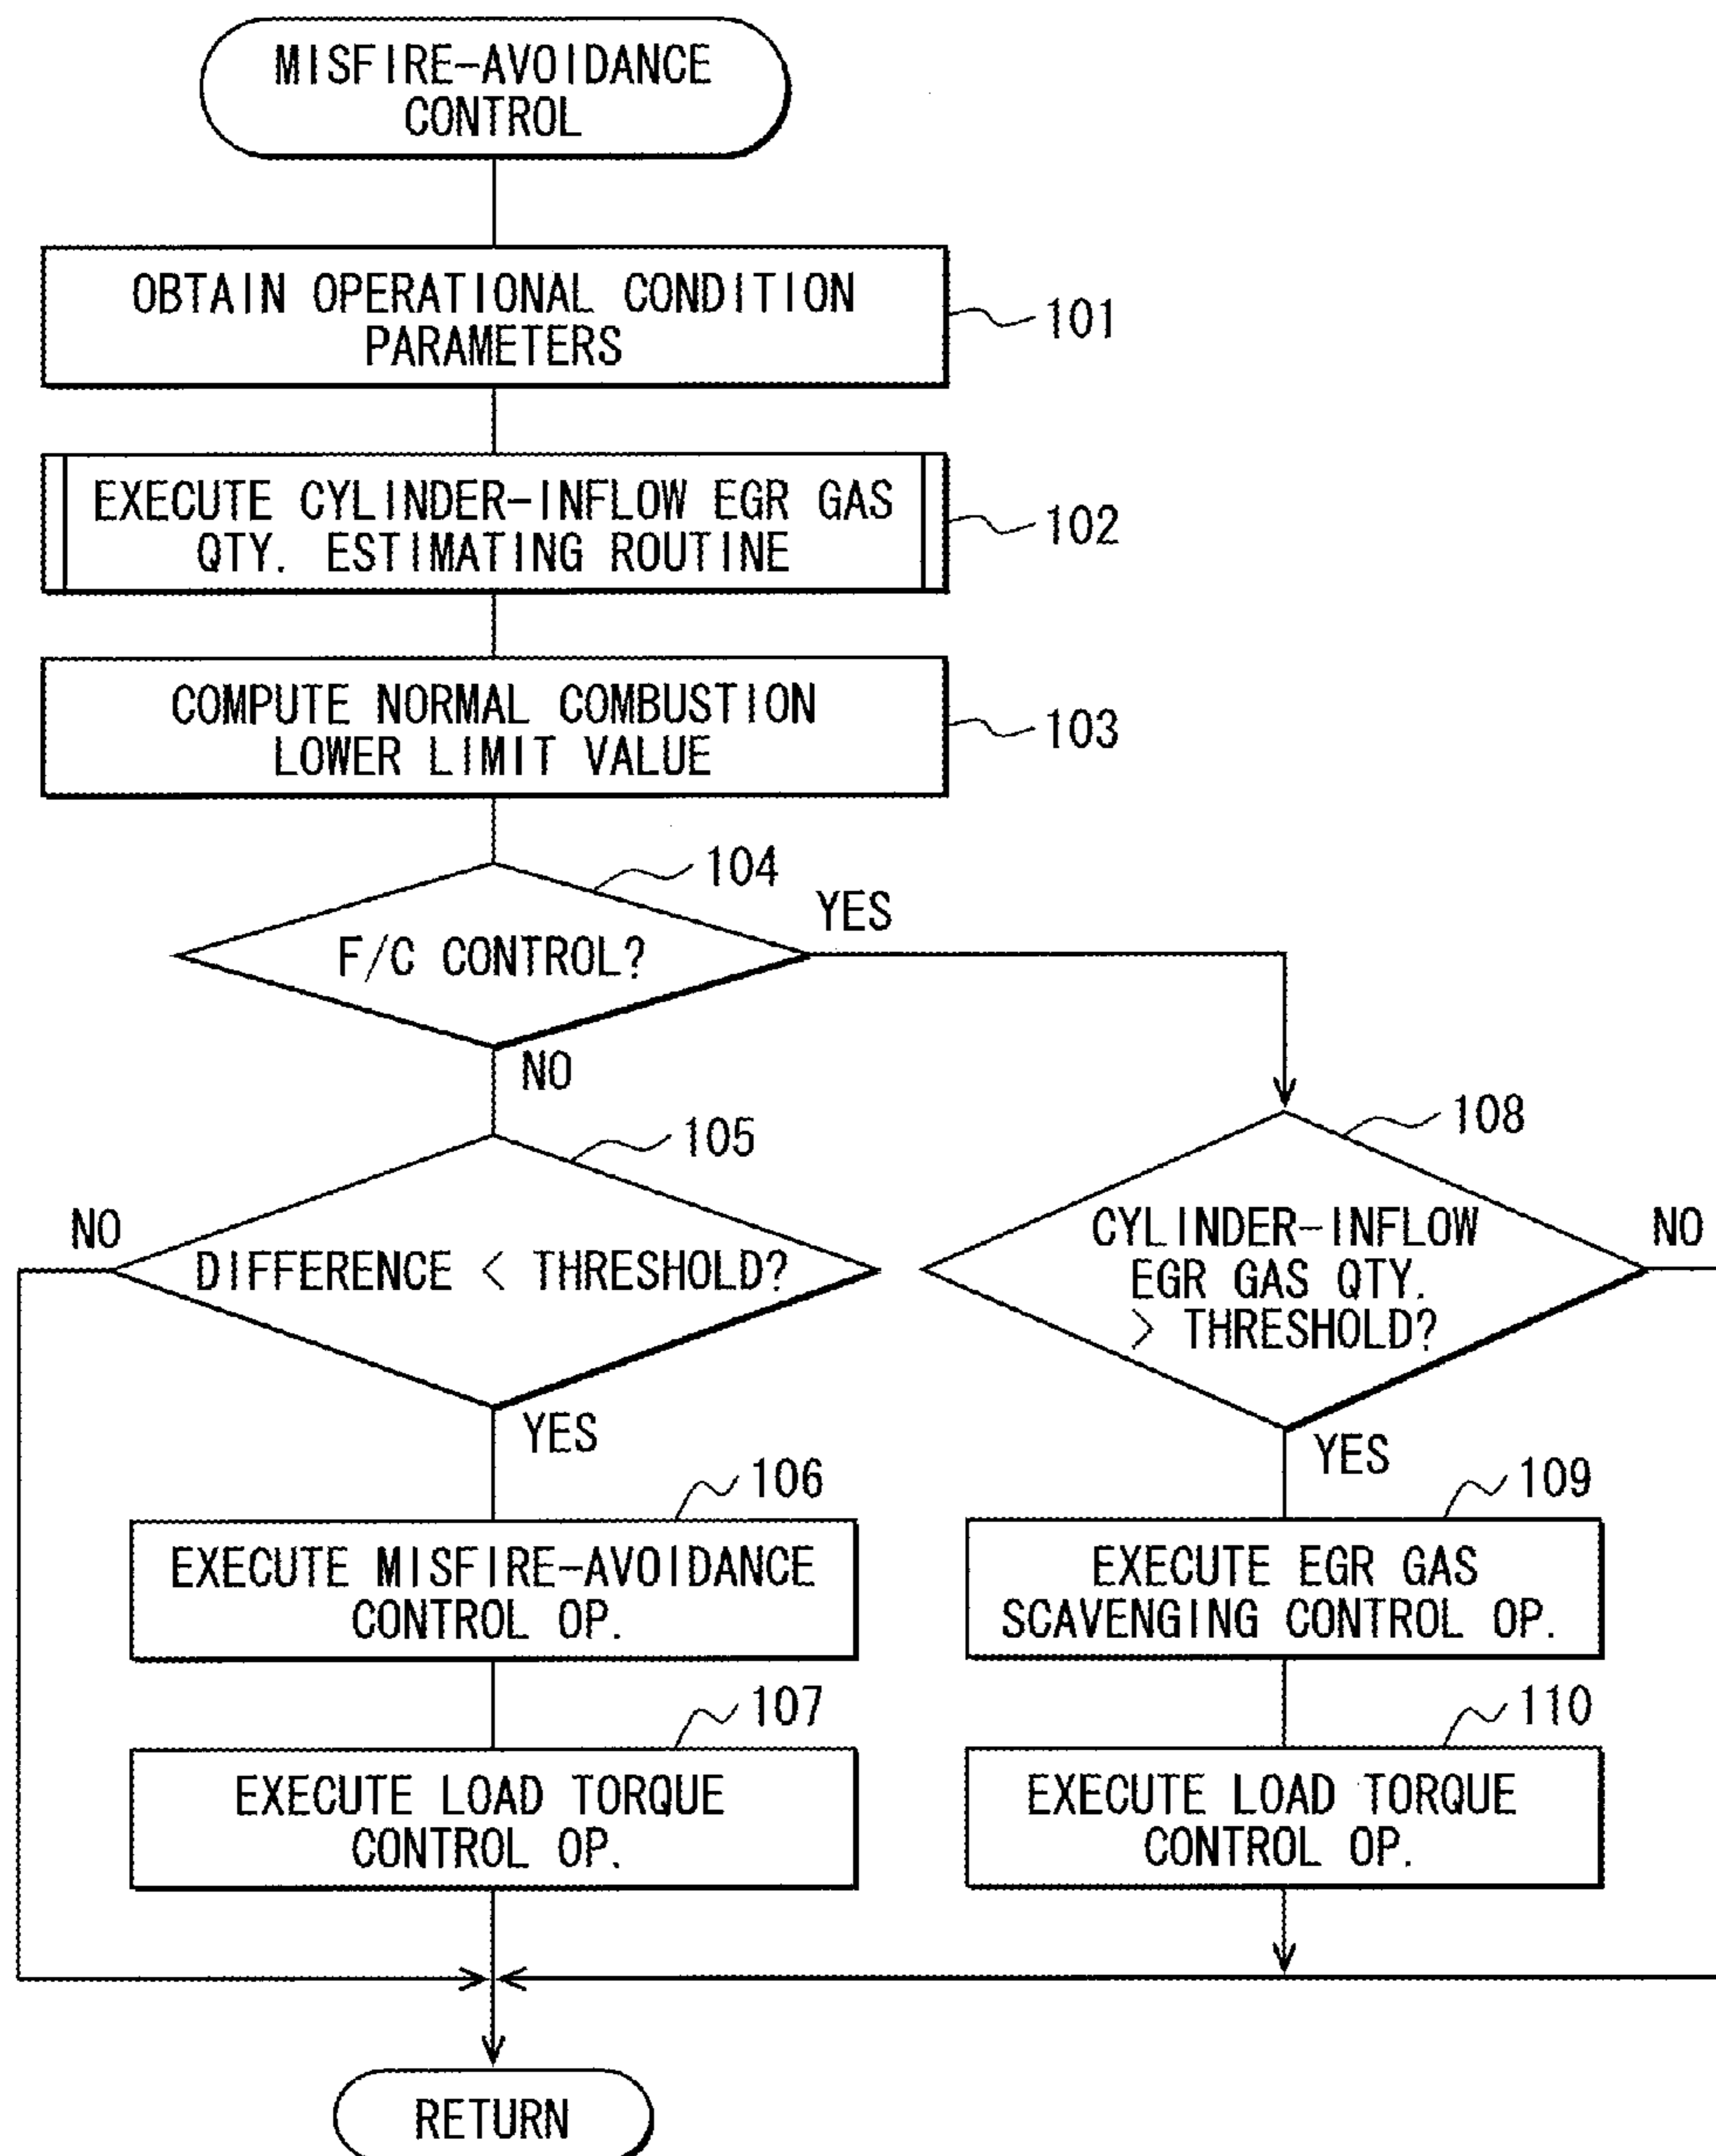 MISFIRE-AVOIDANCE
CONTROL
OBTAIN OPERATIONAL CONDITION
PARAMETERS
101
EXECUTE CYLINDER-INFLOW EGR GAS
QTY. ESTIMATING ROUTINE
102
COMPUTE NORMAL COMBUSTION
LOWER LIMIT VALUE
103
104
F/C CONTROL?
YES
NO
105
NO
DIFFERENCE < THRESHOLD?
YES
108
CYLINDER-INFLOW
EGR GAS QTY.
> THRESHOLD?
NO
YES
106
EXECUTE MISFIRE-AVOIDANCE
CONTROL OP.
109
EXECUTE EGR GAS
SCAVENGING CONTROL OP.
107
EXECUTE LOAD TORQUE
CONTROL OP.
110
EXECUTE LOAD TORQUE
CONTROL OP.
RETURN